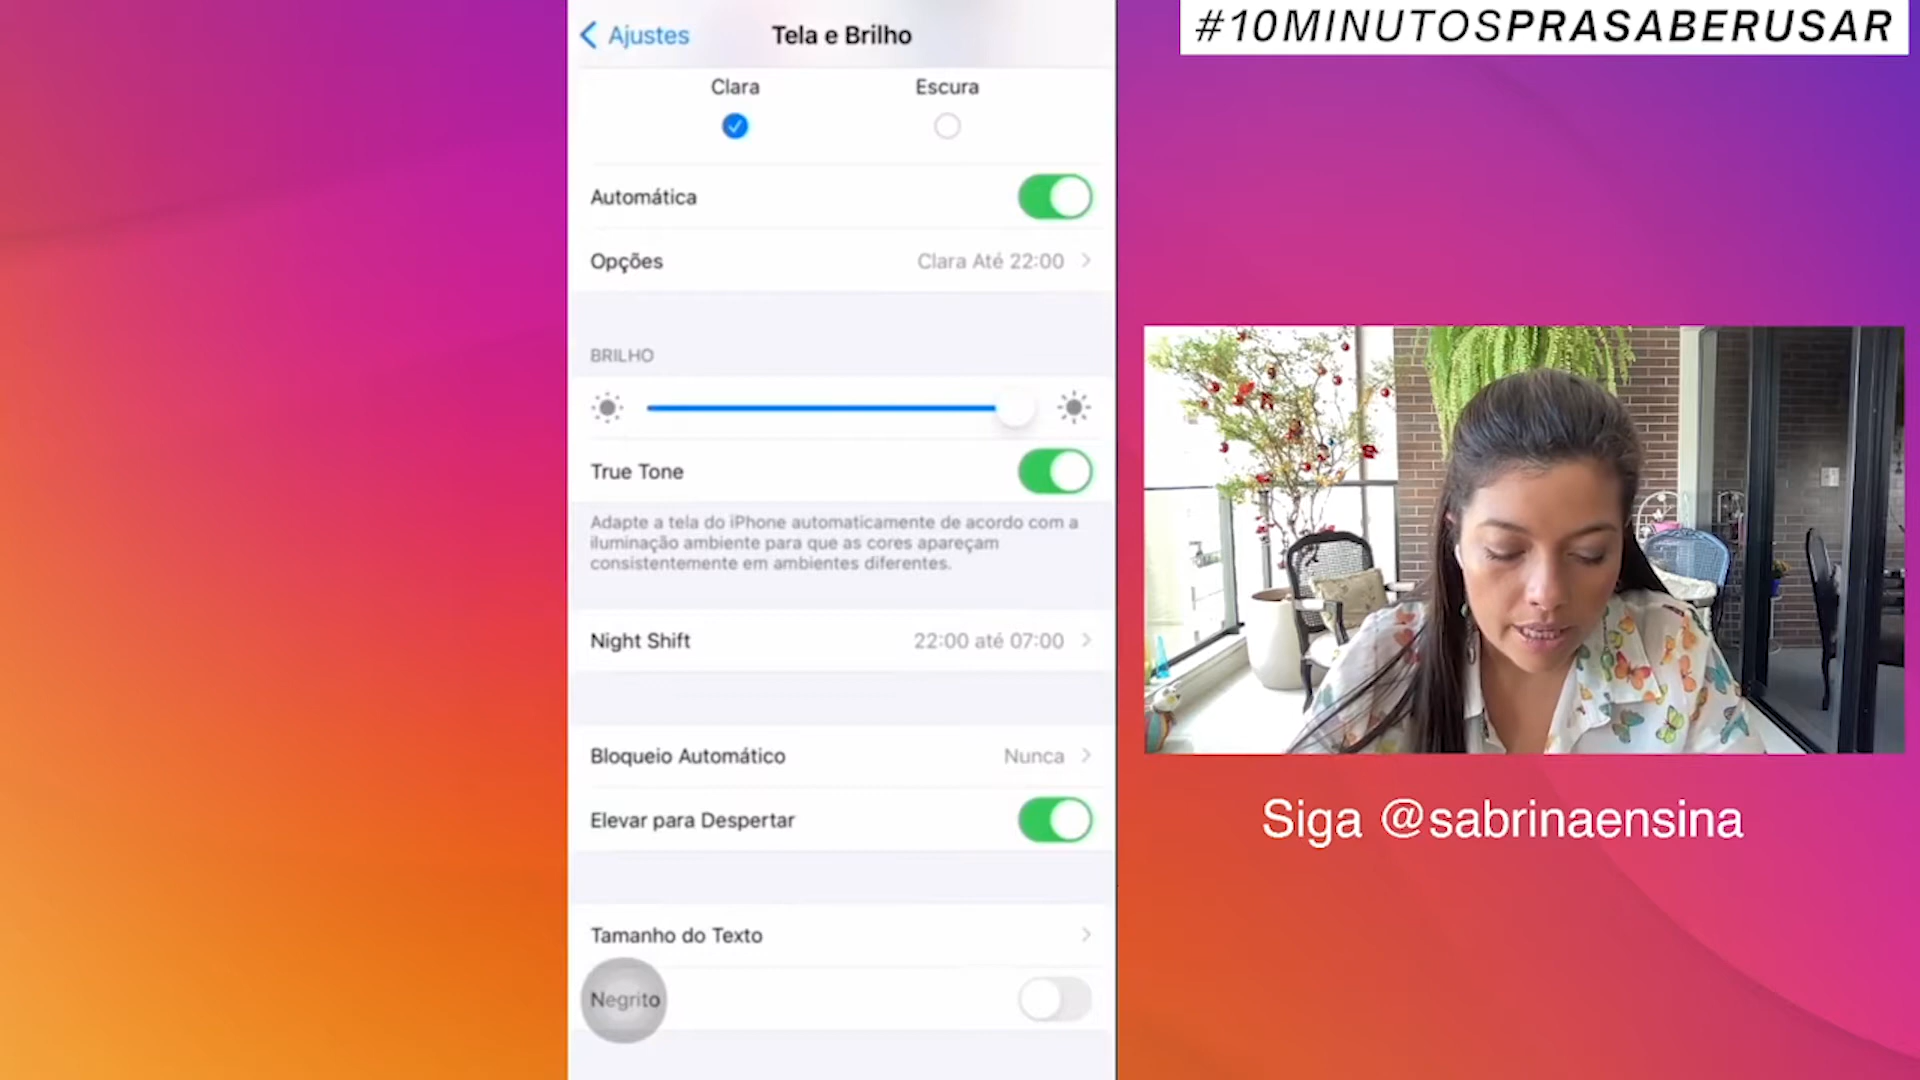 #10MINUTOSPRASABERUSAR
Ajustes
Tela e Brilho
Clara
Escura
Automática
Opções
Clara Até 22:00
BRILHO
True Tone
Adapte a tela do iPhone automaticamente de acordo com a
iluminação ambiente para que as cores apareçam
consistentemente em ambientes diferentes.
Night Shift
22:00 até 07:00
Bloqueio Automático
Nunca
Elevar para Despertar
Tamanho do Texto
Negrito
Siga @sabrinaensina